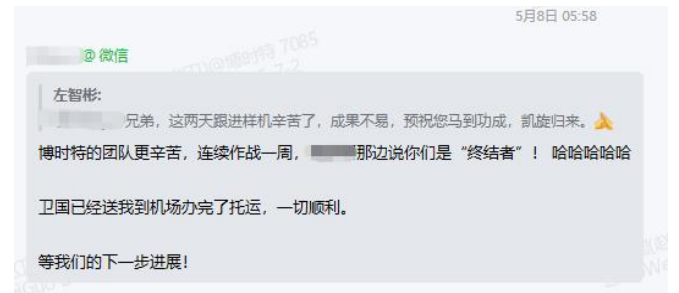 5月8日 05:58
@ 微信
左智彬:
兄弟，这两天跟进样机辛苦了，成果不易，预祝您马到功成，凯旋归来。
博时特的团队更辛苦，连续作战一周，那边说你们是“终结者”！ 哈哈哈哈哈
卫国已经送我到机场办完了托运，一切顺利。
等我们的下一步进展!